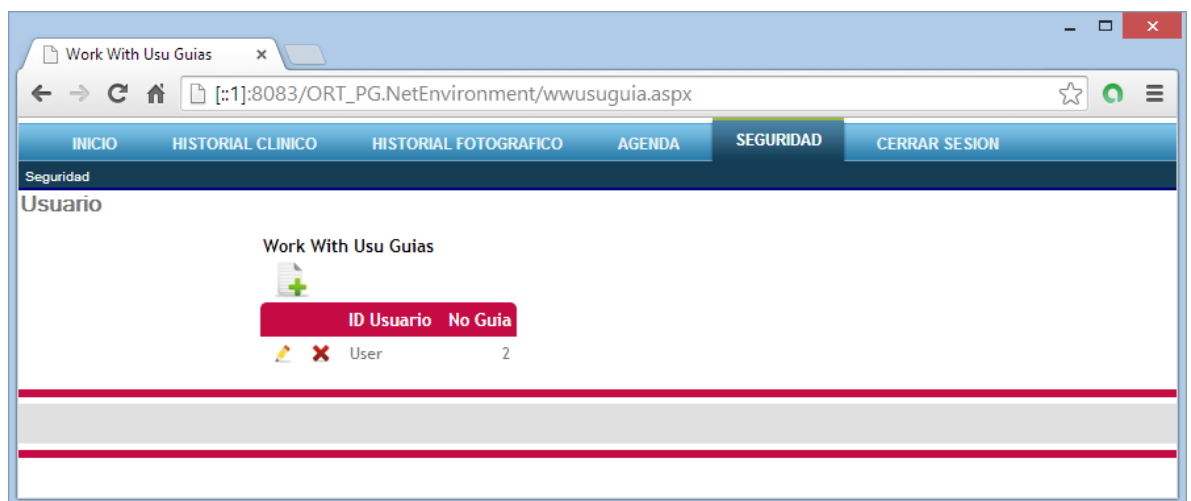 Work With Usu Guias
[::1]:8083/ORT_PG.NetEnvironment/wwusuguia.aspx
INICIO HISTORIAL CLINICO HISTORIAL FOTOGRAFICO AGENDA SEGURIDAD CERRAR SESION
Seguridad
Usuario
Work With Usu Guias
ID Usuario No Guia
User 2